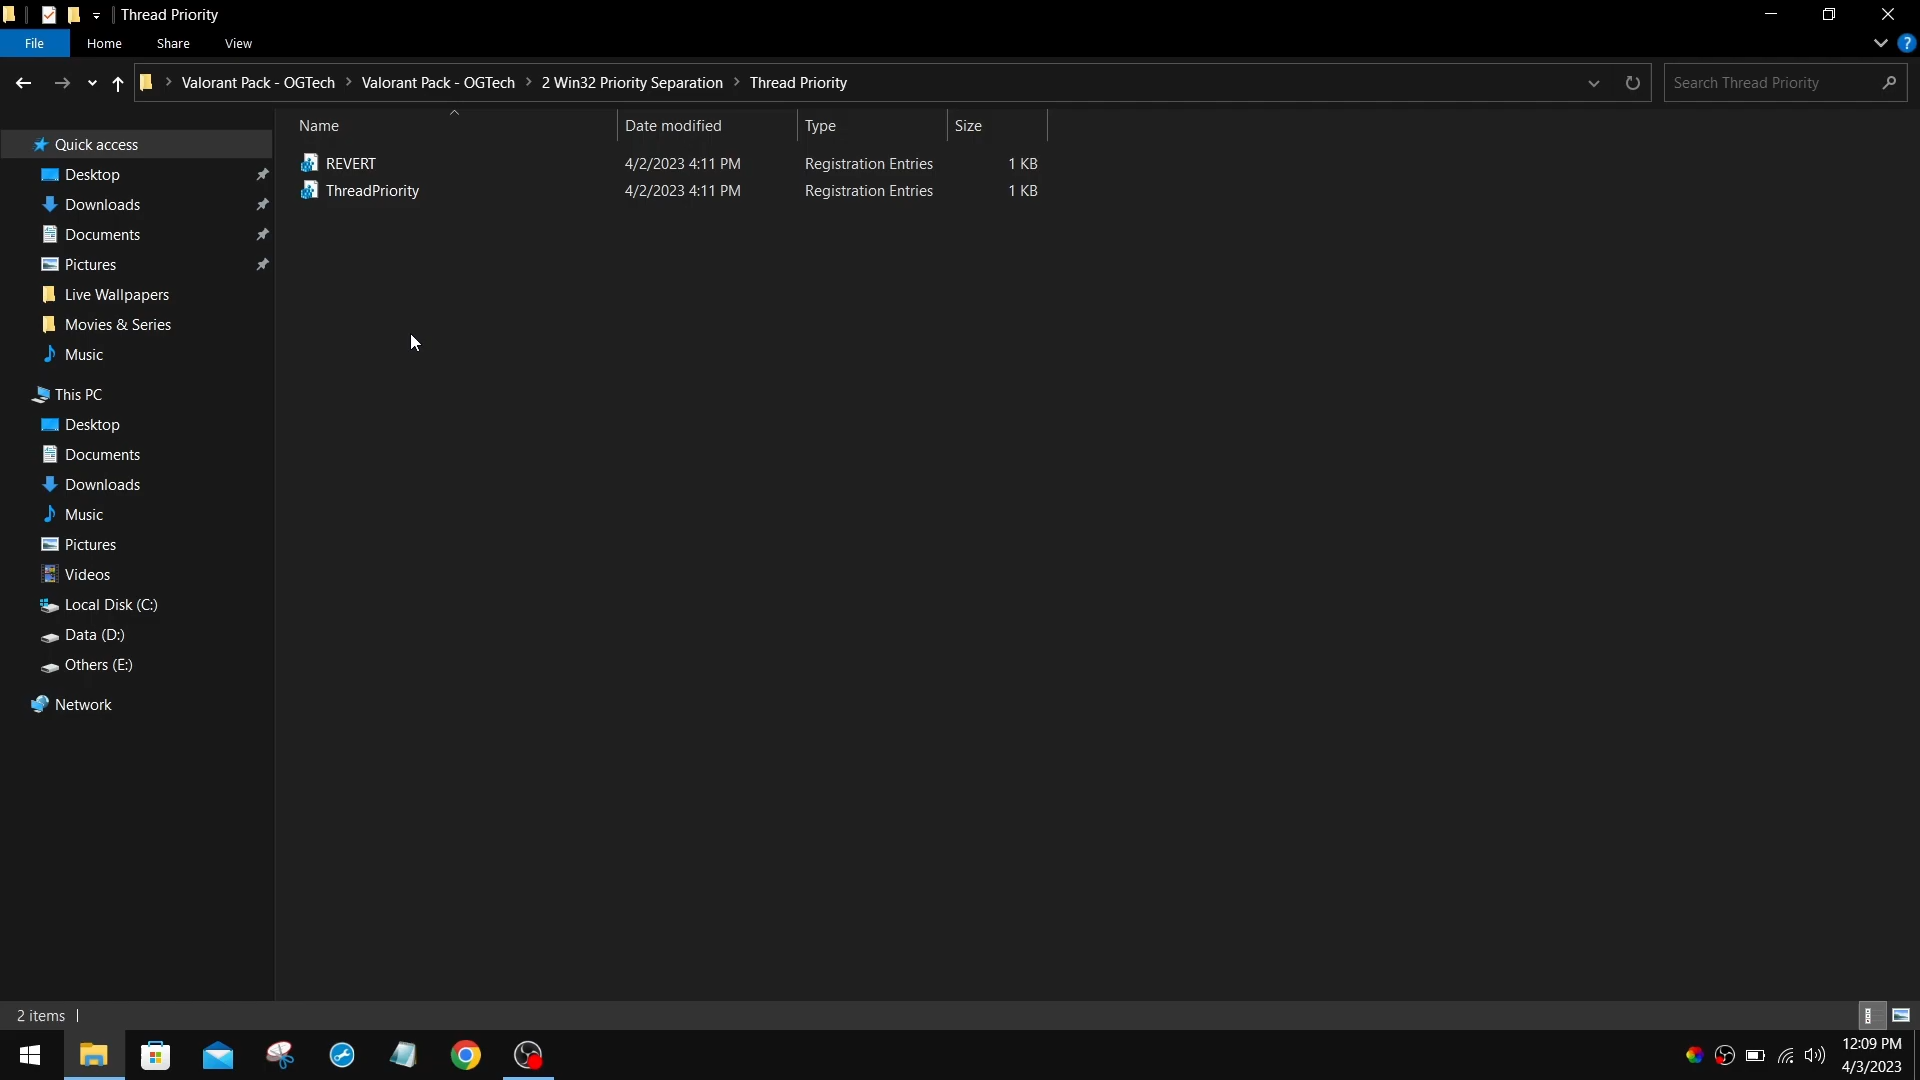 Thread Priority
File Home Share View
Valorant Pack - OGTech > Valorant Pack - OGTech > 2 Win32 Priority Separation > Thread Priority
Search Thread Priority
Name Date modified Type Size
REVERT 4/2/2023 4:11 PM Registration Entries 1 KB
ThreadPriority 4/2/2023 4:11 PM Registration Entries 1 KB
Quick access
Desktop
Downloads
Documents
Pictures
Live Wallpapers
Movies & Series
Music
This PC
Desktop
Documents
Downloads
Music
Pictures
Videos
Local Disk (C:)
Data (D:)
Others (E:)
Network
2 items
12:09 PM
4/3/2023